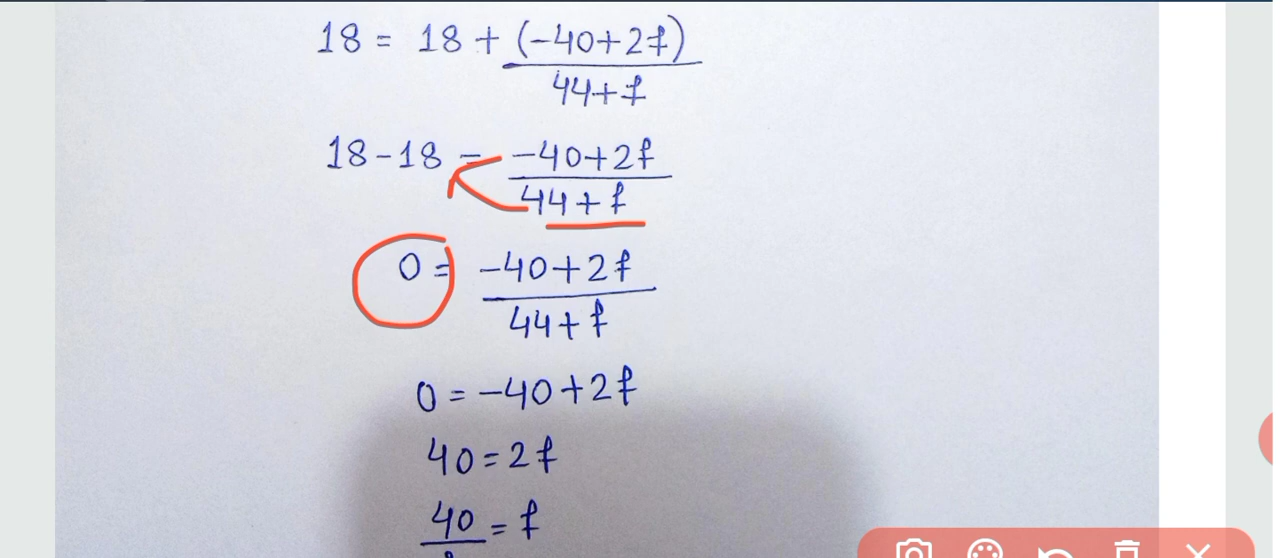 18 = 18 + (-40+2f)
44+f
18-18 = -40+2f
44+f
0 = -40+2f
44+f
0 = -40+2f
40 = 2f
40 = f